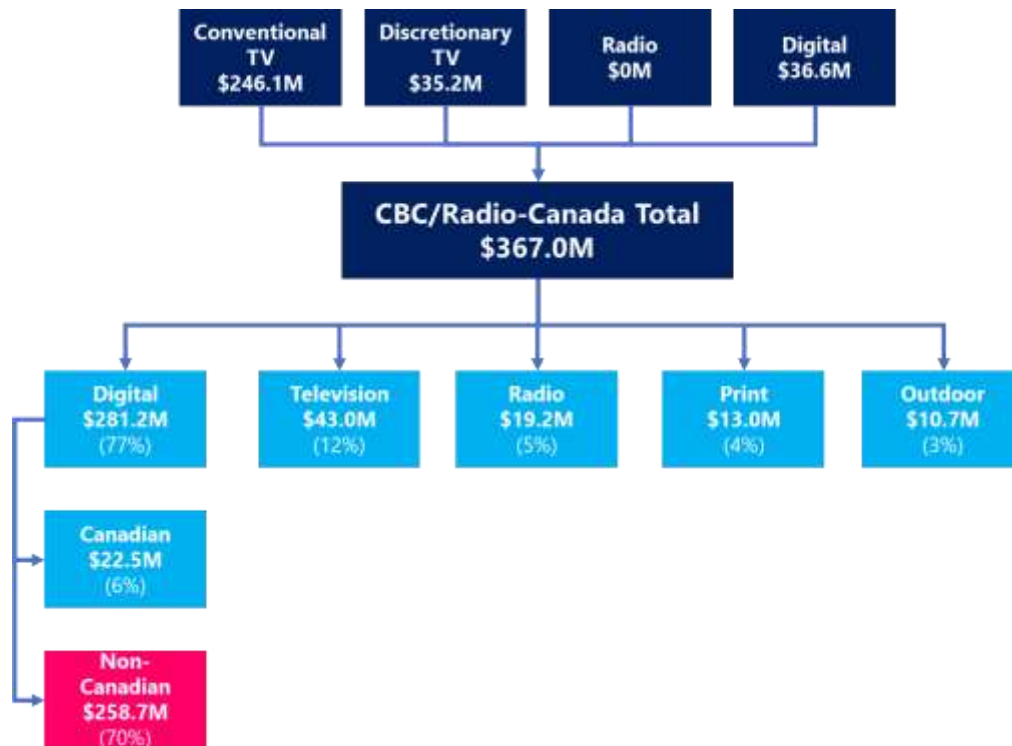 Conventional
TV
$246.1M
Discretionary
TV
$35.2M
Radio
$0M
Digital
$36.6M
CBC/Radio-Canada Total
$367.0M
Digital
$281.2M
(77%)
Television
$43.0M
(12%)
Radio
$19.2M
(5%)
Print
$13.0M
(4%)
Outdoor
$10.7M
(3%)
Canadian
$22.5M
(6%)
Non-
Canadian
$258.7M
(70%)